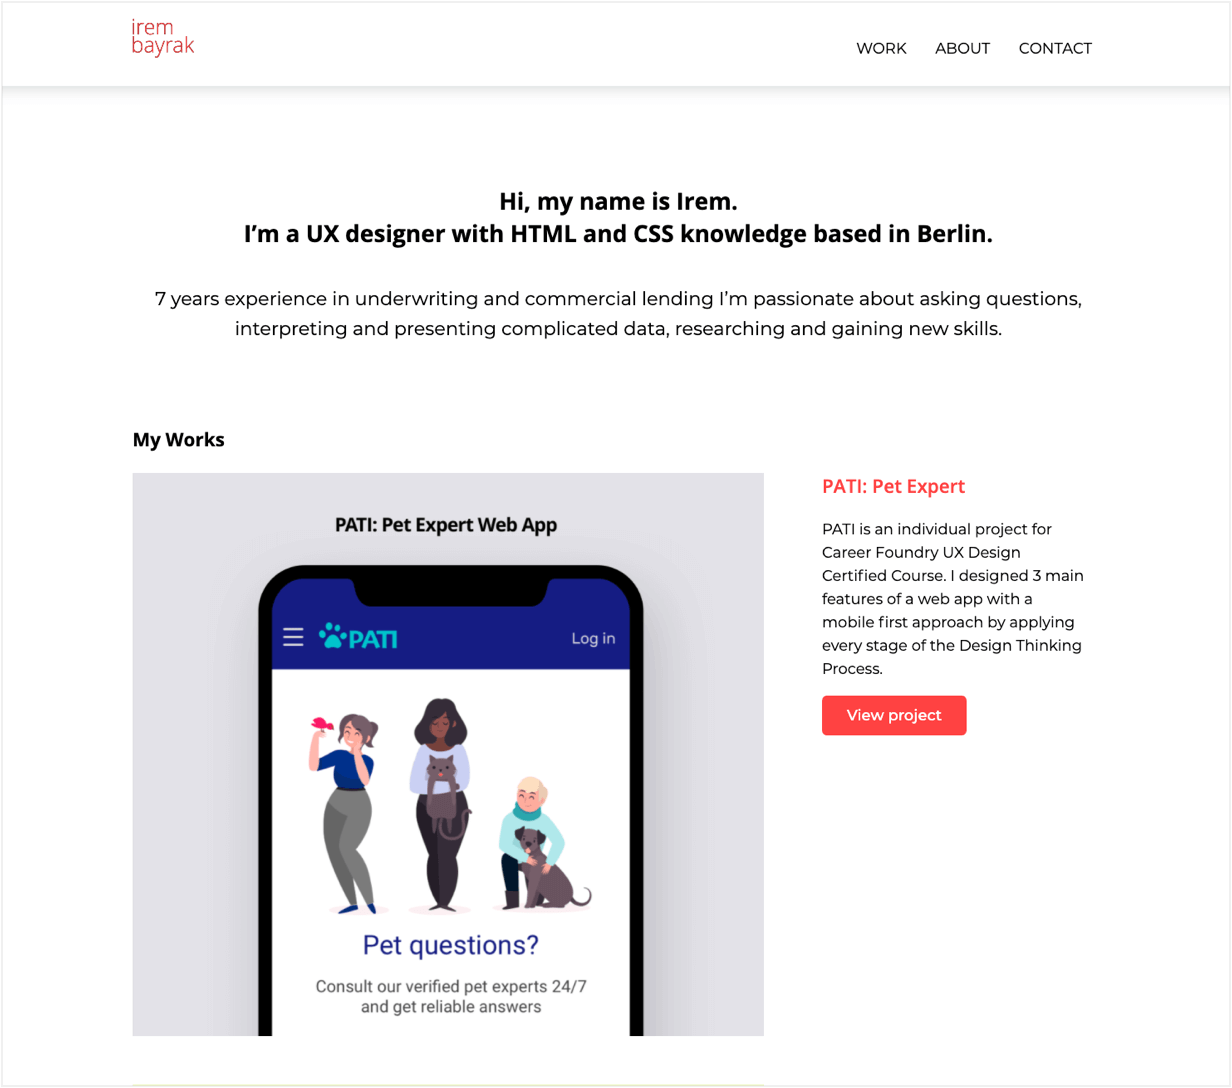 irem
bayrak
WORK ABOUT CONTACT
Hi, my name is Irem.
I’m a UX designer with HTML and CSS knowledge based in Berlin.
7 years experience in underwriting and commercial lending I’m passionate about asking questions,
interpreting and presenting complicated data, researching and gaining new skills.
My Works
PATI: Pet Expert Web App
PATI
Log in
Pet questions?
Consult our verified pet experts 24/7
and get reliable answers
PATI: Pet Expert
PATI is an individual project for
Career Foundry UX Design
Certified Course. I designed 3 main
features of a web app with a
mobile first approach by applying
every stage of the Design Thinking
Process.
View project